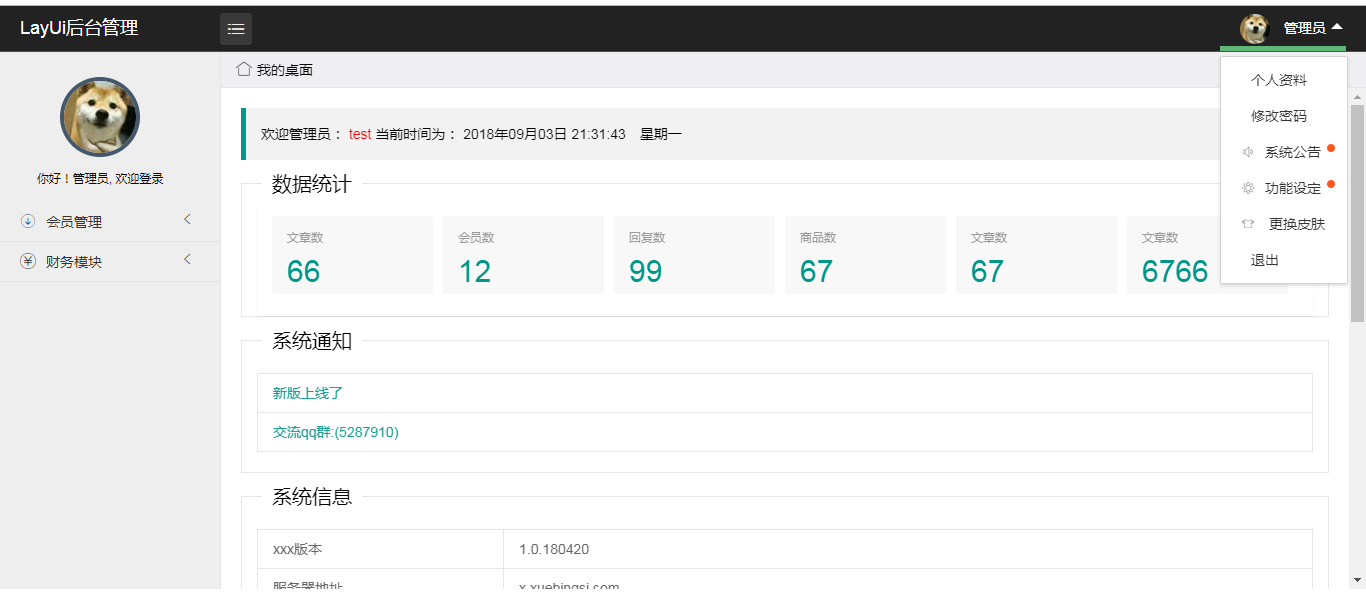 LayUi后台管理
管理员
个人资料
修改密码
系统公告
功能设定
更换皮肤
退出
你好！管理员, 欢迎登录
会员管理
财务模块
我的桌面
欢迎管理员： test 当前时间为： 2018年09月03日 21:31:43 星期一
数据统计
文章数 会员数 回复数 商品数 文章数 文章数
66 12 99 67 67 6766
系统通知
新版上线了
交流qq群:(5287910)
系统信息
xxx版本 1.0.180420
服务器地址 x.xuebingsi.com